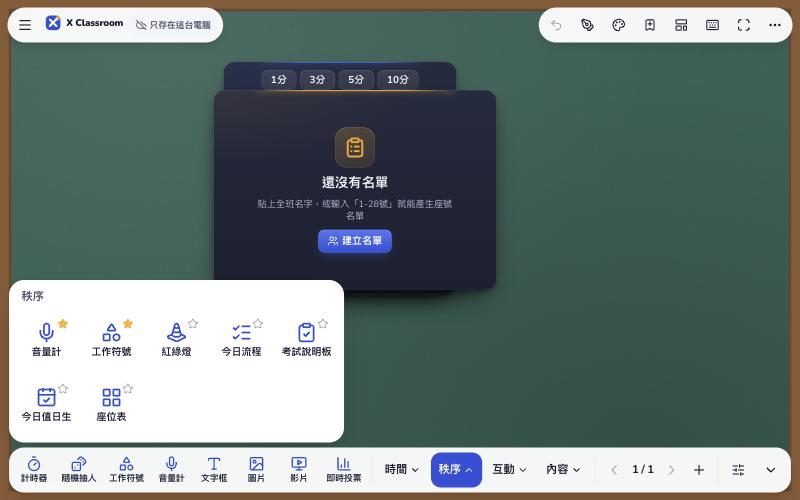 X Classroom
只存在這台電腦
1分 3分 5分 10分
還沒有名單
貼上全班名字，或輸入「1-28號」就能產生座號
名單
建立名單
秩序
音量計 工作符號 紅綠燈 今日流程 考試說明板
今日值日生 座位表
計時器 隨機抽人 工作符號 音量計 文字框 圖片 影片 即時投票 時間 秩序 互動 內容 1 / 1